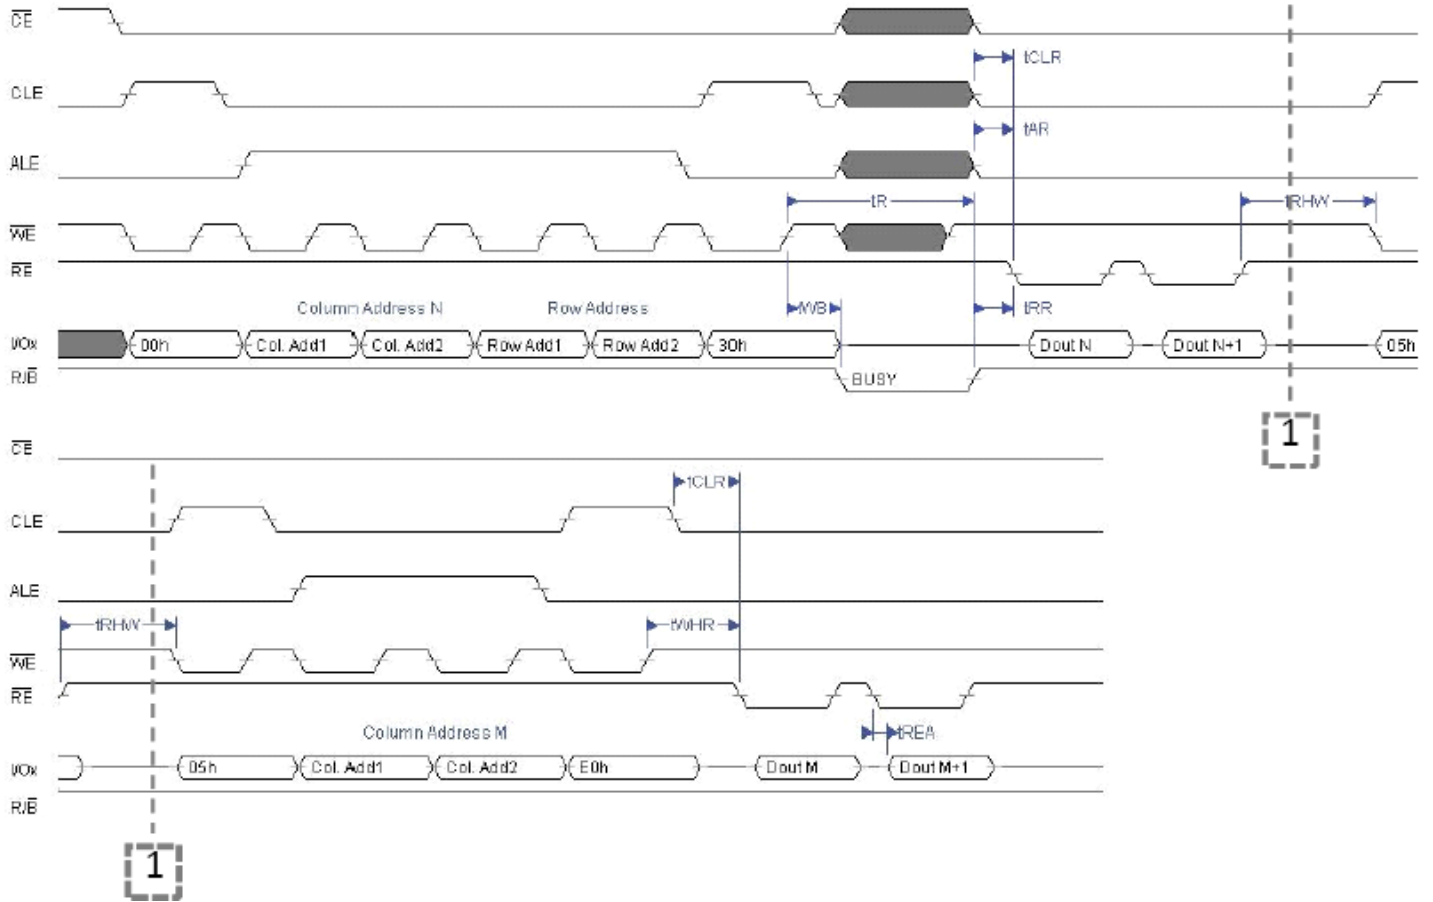 CE
tCLR
CLE
tAR
ALE
tR
tRHW
WE
RE
Column Address N Row Address tWB tRR
I/Ox 00h Col. Add1 Col. Add2 Row Add1 Row Add2 30h Dout N Dout N+1 05h
R/B BUSY
1
CE
tCLR
CLE
ALE
tRHW tWHR
WE
RE
Column Address M tREA
I/Ox 05h Col. Add1 Col. Add2 E0h Dout M Dout M+1
R/B
1